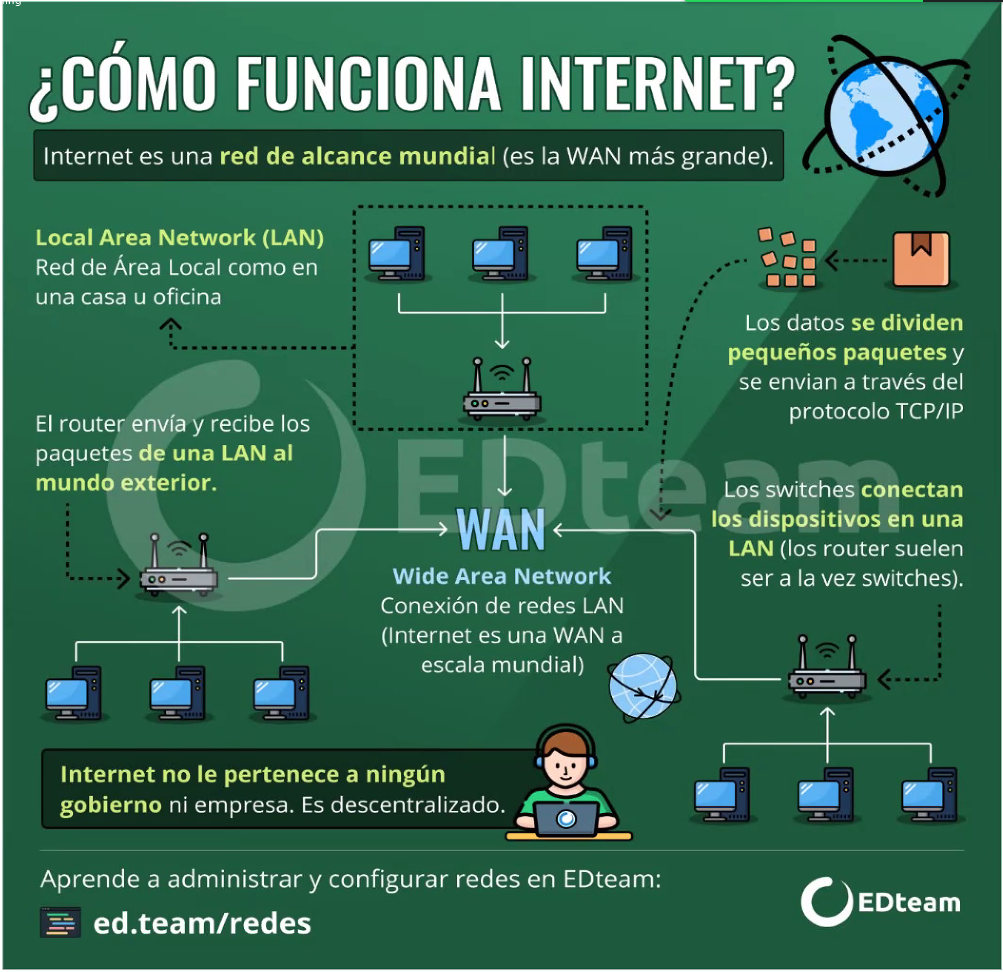 ¿CÓMO FUNCIONA INTERNET?
Internet es una red de alcance mundial (es la WAN más grande).
Local Area Network (LAN)
Red de Área Local como en
una casa u oficina
Los datos se dividen
pequeños paquetes y
se envian a través del
protocolo TCP/IP
El router envía y recibe los
paquetes de una LAN al
mundo exterior.
EDteam
Los switches conectan
los dispositivos en una
LAN (los router suelen
ser a la vez switches).
WAN
Wide Area Network
Conexión de redes LAN
(Internet es una WAN a
escala mundial)
Internet no le pertenece a ningún
gobierno ni empresa. Es descentralizado.
Aprende a administrar y configurar redes en EDteam:
ed.team/redes
EDteam